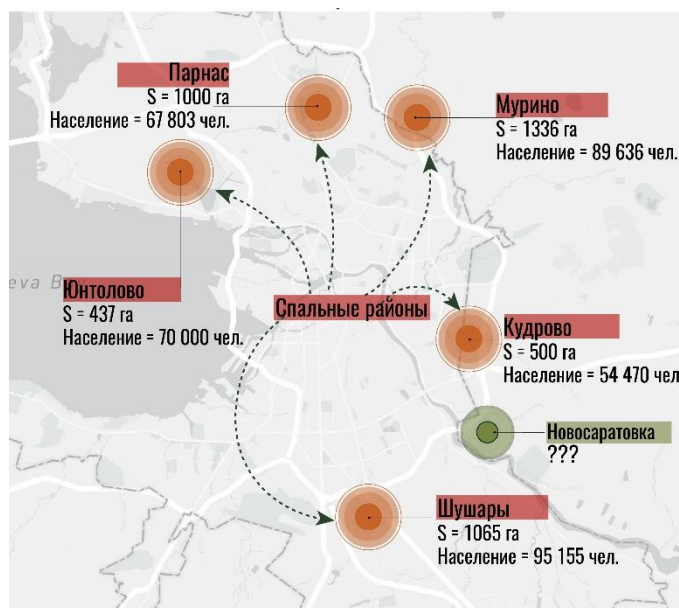 Парнас
S = 1000 га
Население = 67 803 чел.
Мурино
S = 1336 га
Население = 89 636 чел.
eva B
Юнтолово
S = 437 га
Население = 70 000 чел.
Спальные районы
Кудрово
S = 500 га
Население = 54 470 чел
Новосаратовка
???
Шушары
S = 1065 га
Население = 95 155 чел.